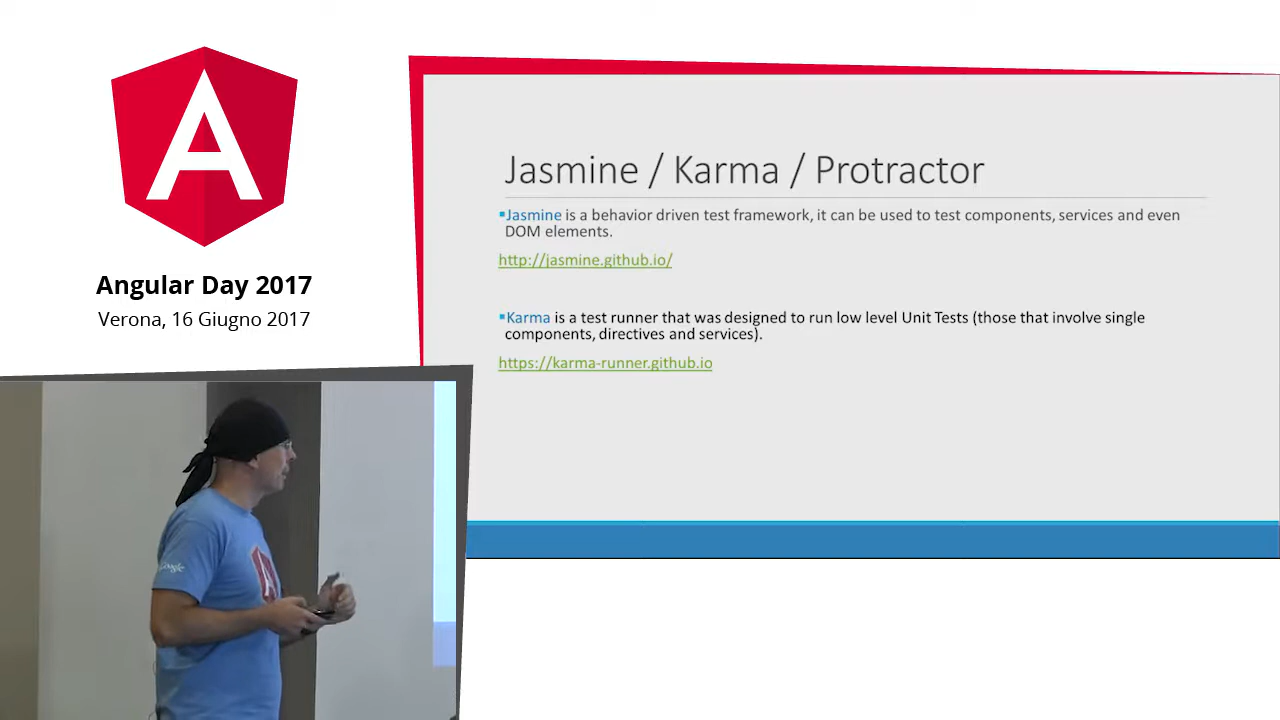 Angular Day 2017
Verona, 16 Giugno 2017
Jasmine / Karma / Protractor
▪Jasmine is a behavior driven test framework, it can be used to test components, services and even
DOM elements.
http://jasmine.github.io/
▪Karma is a test runner that was designed to run low level Unit Tests (those that involve single
components, directives and services).
https://karma-runner.github.io
A
Google
A